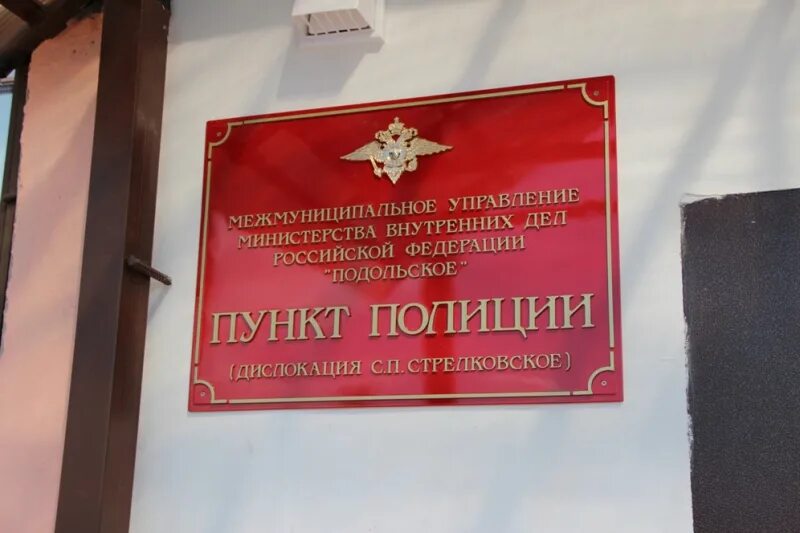 МЕЖМУНИЦИПАЛЬНОЕ УПРАВЛЕНИЕ
МИНИСТЕРСТВА ВНУТРЕННИХ ДЕЛ
РОССИЙСКОЙ ФЕДЕРАЦИИ
"ПОДОЛЬСКОЕ"
ПУНКТ ПОЛИЦИИ
(ДИСЛОКАЦИЯ С.П. СТРЕЛКОВСКОЕ)